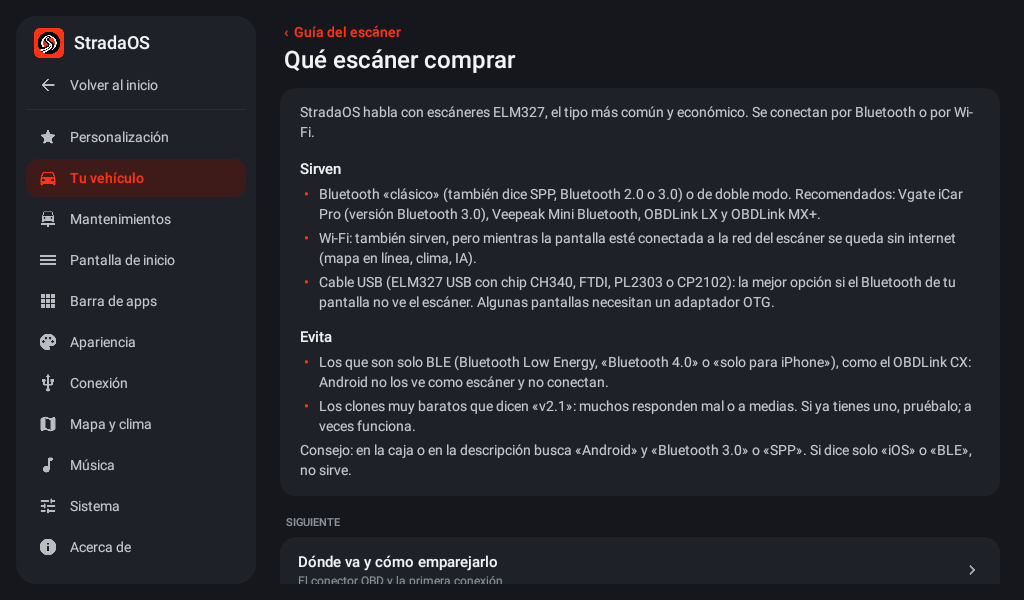 StradaOS
Volver al inicio
Personalización
Tu vehículo
Mantenimientos
Pantalla de inicio
Barra de apps
Apariencia
Conexión
Mapa y clima
Música
Sistema
Acerca de
‹ Guía del escáner
Qué escáner comprar
StradaOS habla con escáneres ELM327, el tipo más común y económico. Se conectan por Bluetooth o por Wi-
Fi.
Sirven
• Bluetooth «clásico» (también dice SPP, Bluetooth 2.0 o 3.0) o de doble modo. Recomendados: Vgate iCar
Pro (versión Bluetooth 3.0), Veepeak Mini Bluetooth, OBDLink LX y OBDLink MX+.
• Wi-Fi: también sirven, pero mientras la pantalla esté conectada a la red del escáner se queda sin internet
(mapa en línea, clima, IA).
• Cable USB (ELM327 USB con chip CH340, FTDI, PL2303 o CP2102): la mejor opción si el Bluetooth de tu
pantalla no ve el escáner. Algunas pantallas necesitan un adaptador OTG.
Evita
• Los que son solo BLE (Bluetooth Low Energy, «Bluetooth 4.0» o «solo para iPhone»), como el OBDLink CX:
Android no los ve como escáner y no conectan.
• Los clones muy baratos que dicen «v2.1»: muchos responden mal o a medias. Si ya tienes uno, pruébalo; a
veces funciona.
Consejo: en la caja o en la descripción busca «Android» y «Bluetooth 3.0» o «SPP». Si dice solo «iOS» o «BLE»,
no sirve.
SIGUIENTE
Dónde va y cómo emparejarlo
El conector OBD y la primera conexión